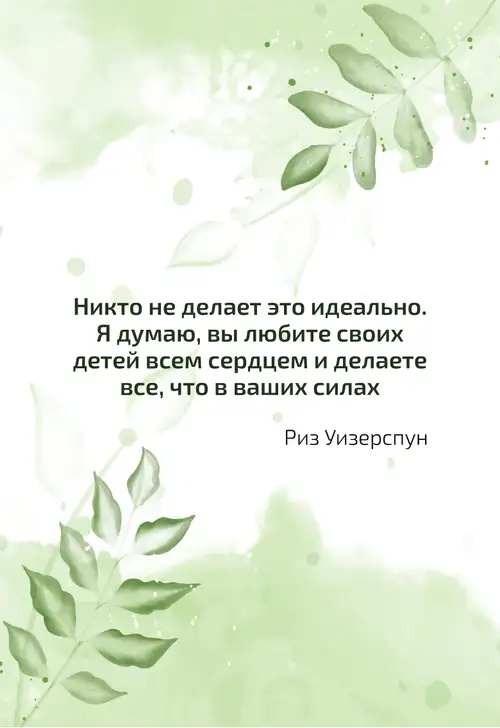 Никто не делает это идеально.
Я думаю, вы любите своих
детей всем сердцем и делаете
все, что в ваших силах
Риз Уизерспун